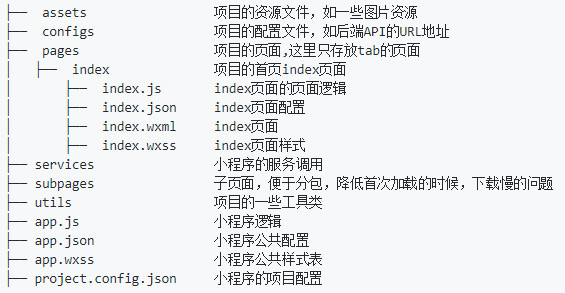 ├── assets 项目的资源文件，如一些图片资源
├── configs 项目的配置文件，如后端API的URL地址
├── pages 项目的页面,这里只存放tab的页面
│ ├── index 项目的首页index页面
│ ├── index.js index页面的页面逻辑
│ ├── index.json index页面配置
│ ├── index.wxml index页面
│ ├── index.wxss index页面样式
├── services 小程序的服务调用
├── subpages 子页面，便于分包，降低首次加载的时候，下载慢的问题
├── utils 项目的一些工具类
├── app.js 小程序逻辑
├── app.json 小程序公共配置
├── app.wxss 小程序公共样式表
├── project.config.json 小程序的项目配置